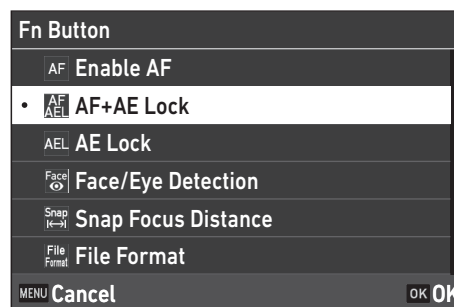 Fn Button
AF Enable AF
• AF AEL AF+AE Lock
AEL AE Lock
Face Face/Eye Detection
Snap Snap Focus Distance
File Format File Format
MENU Cancel OK OK